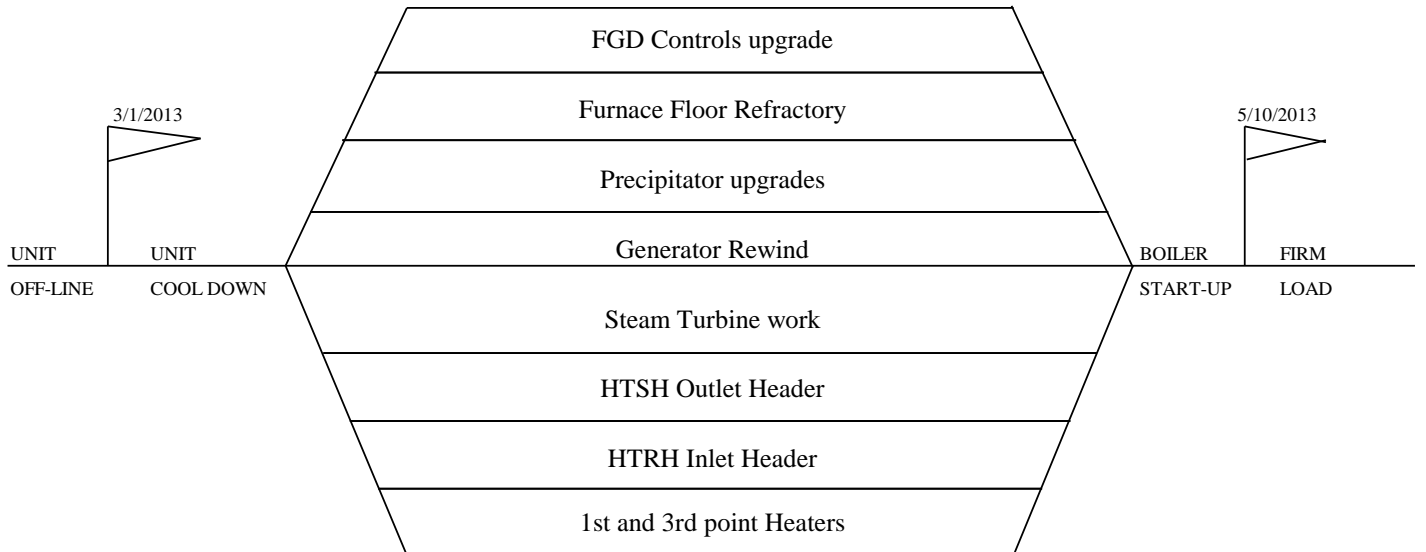 FGD Controls upgrade
Furnace Floor Refractory
3/1/2013
5/10/2013
Precipitator upgrades
Generator Rewind
UNIT
OFF-LINE
UNIT
COOL DOWN
BOILER
START-UP
FIRM
LOAD
Steam Turbine work
HTSH Outlet Header
HTRH Inlet Header
1st and 3rd point Heaters